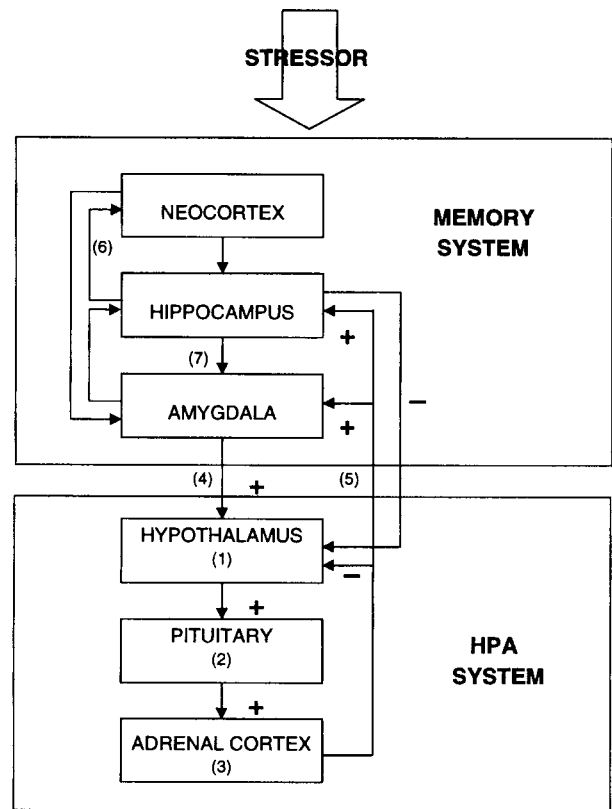 STRESSOR
NEOCORTEX
MEMORY
SYSTEM
(6)
HIPPOCAMPUS
+
(7)
−
AMYGDALA
+
(4)
+
(5)
HYPOTHALAMUS
(1)
−
+
PITUITARY
(2)
HPA
SYSTEM
+
ADRENAL CORTEX
(3)